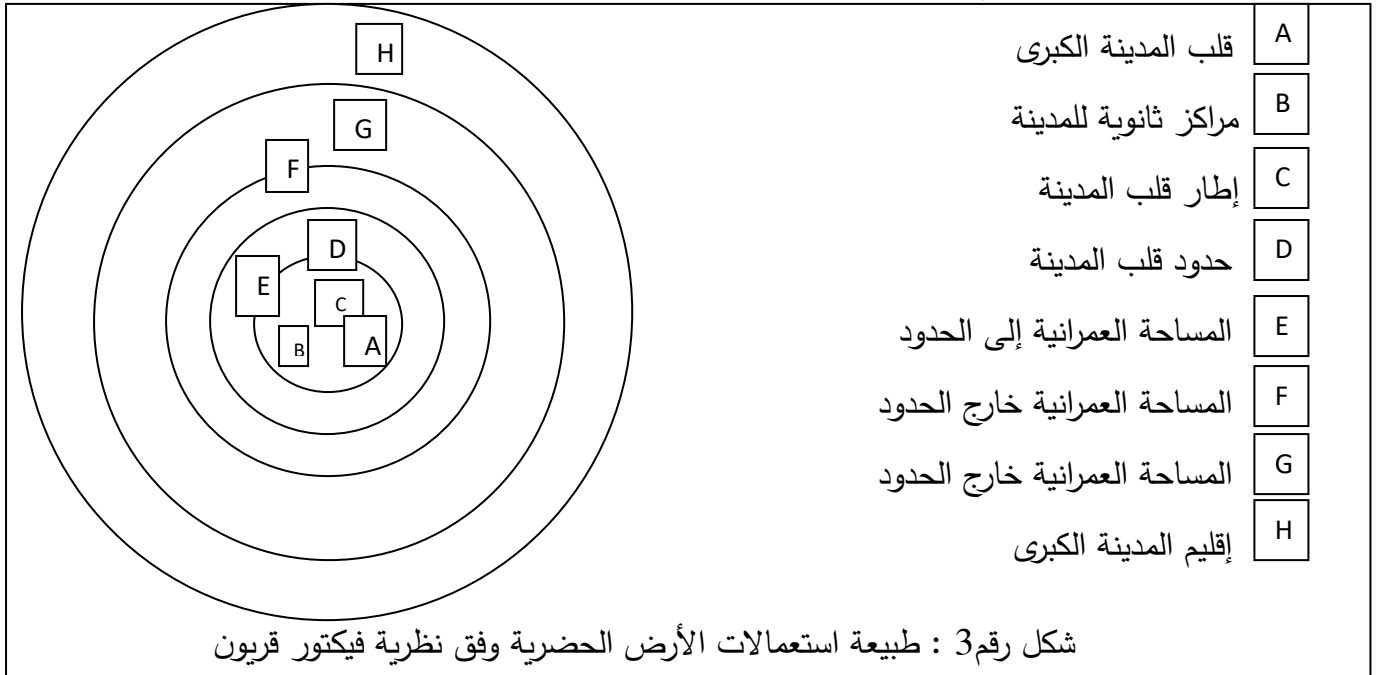 H
G
F
D
E
C
B
A
A قلب المدينة الكبرى
B مراكز ثانوية للمدينة
C إطار قلب المدينة
D حدود قلب المدينة
E المساحة العمرانية إلى الحدود
F المساحة العمرانية خارج الحدود
G المساحة العمرانية خارج الحدود
H إقليم المدينة الكبرى
شكل رقم3 : طبيعة استعمالات الأرض الحضرية وفق نظرية فيكتور قريون